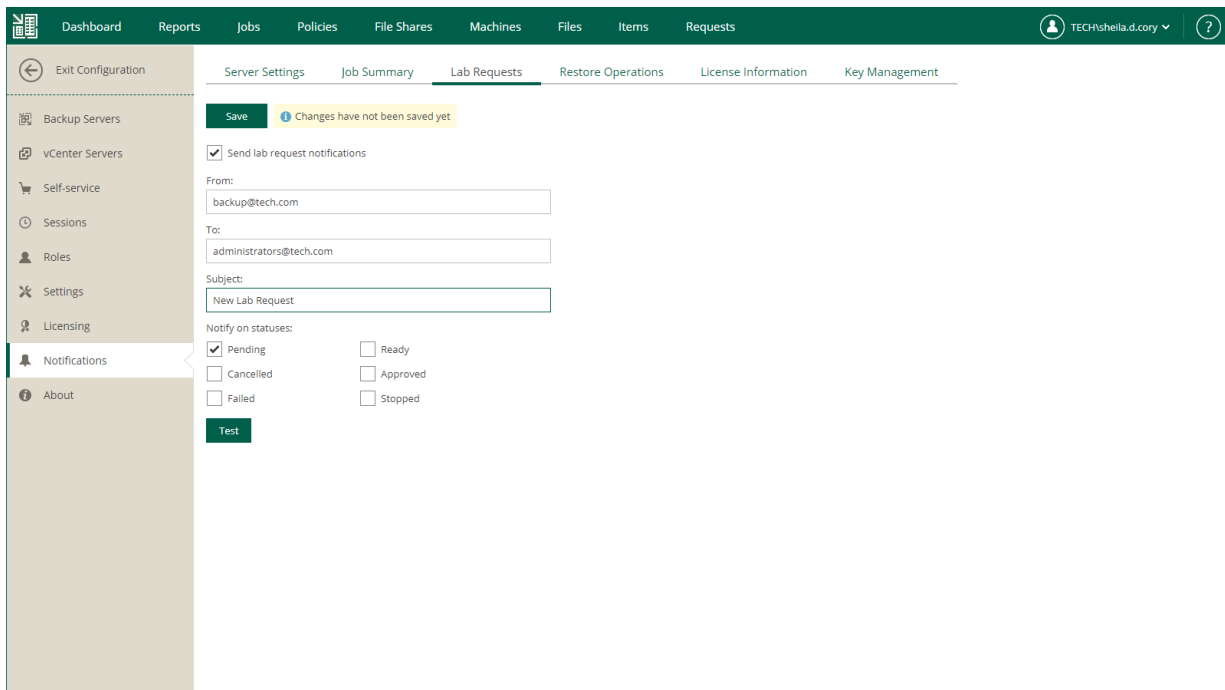 Dashboard Reports Jobs Policies File Shares Machines Files Items Requests TECH\sheila.d.cory ?
Exit Configuration
Backup Servers
vCenter Servers
Self-service
Sessions
Roles
Settings
Licensing
Notifications
About
Server Settings Job Summary Lab Requests Restore Operations License Information Key Management
Save Changes have not been saved yet
Send lab request notifications
From:
backup@tech.com
To:
administrators@tech.com
Subject:
New Lab Request
Notify on statuses:
Pending Ready
Cancelled Approved
Failed Stopped
Test